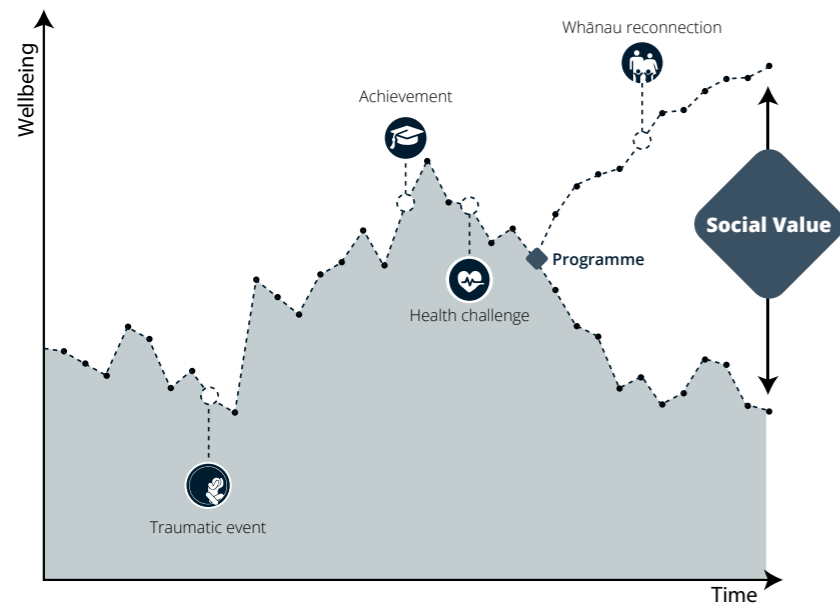 Whānau reconnection
Wellbeing
Achievement
Social Value
Programme
Health challenge
Traumatic event
Time